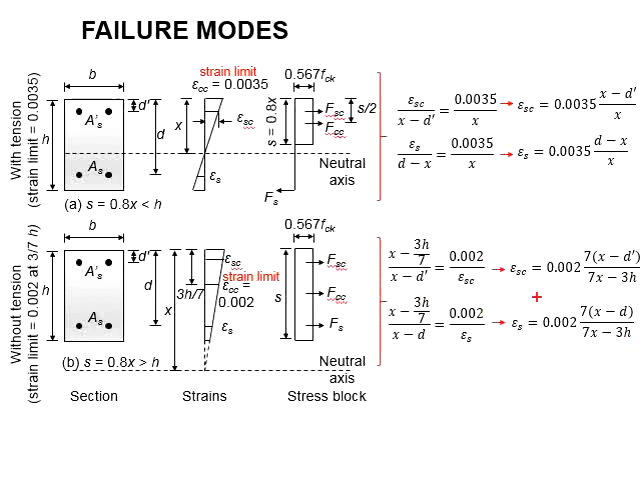 FAILURE MODES
With tension
(strain limit = 0.0035)
b
h
A's
As
d'
d
(a) s = 0.8x < h
strain limit
εcc = 0.0035
x
εsc
εs
0.567fck
s = 0.8x
s/2
Fsc
Fcc
Fs
Neutral
axis
εsc / (x − d') = 0.0035 / x → εsc = 0.0035 (x − d') / x
εs / (d − x) = 0.0035 / x → εs = 0.0035 (d − x) / x
Without tension
(strain limit = 0.002 at 3/7 h)
b
h
A's
As
d'
d
(b) s = 0.8x > h
x
3h/7
εsc
strain limit
εcc =
0.002
εs
0.567fck
s
Fsc
Fcc
Fs
Neutral
axis
(x − 3h/7) / (x − d') = 0.002 / εsc → εsc = 0.002 7(x − d') / (7x − 3h)
+
(x − 3h/7) / (x − d) = 0.002 / εs → εs = 0.002 7(x − d) / (7x − 3h)
Section
Strains
Stress block